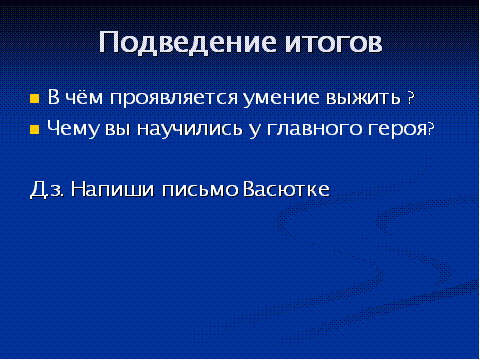 Подведение итогов
В чём проявляется умение выжить ?
Чему вы научились у главного героя?
Д.з. Напиши письмо Васютке